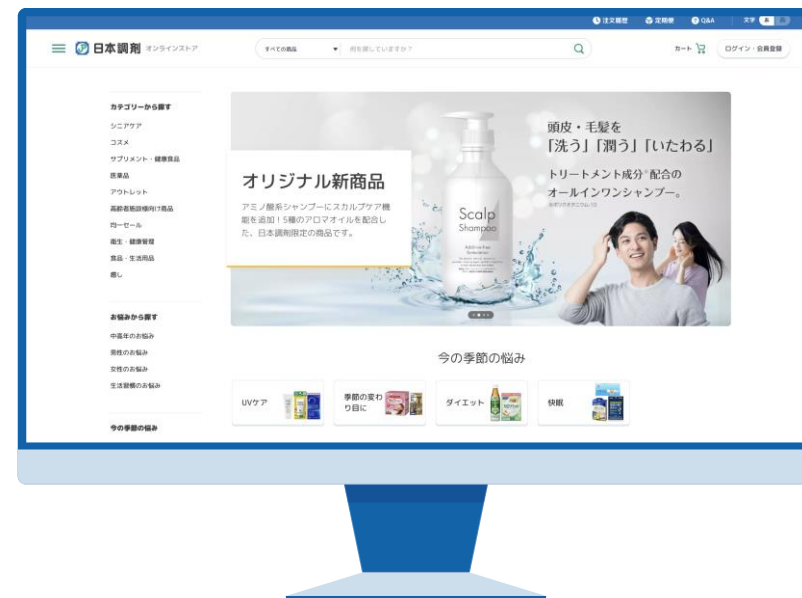 注文履歴 定期便 Q&A 文字 あ あ
日本調剤 オンラインストア
すべての商品 何を探していますか?
カート ログイン・会員登録
カテゴリーから探す
シニアケア
コスメ
サプリメント・健康食品
医薬品
アウトレット
高齢者施設様向け商品
均一セール
衛生・健康管理
食品・生活用品
癒し
お悩みから探す
中高年のお悩み
男性のお悩み
女性のお悩み
生活習慣のお悩み
今の季節の悩み
オリジナル新商品
アミノ酸系シャンプーにスカルプケア機
能を追加!5種のアロマオイルを配合し
た、日本調剤限定の商品です。
Scalp
Shampoo
頭皮・毛髪を
「洗う」「潤う」「いたわる」
トリートメント成分※配合の
オールインワンシャンプー。
今の季節の悩み
UVケア
季節の変わ
り目に
ダイエット
快眠